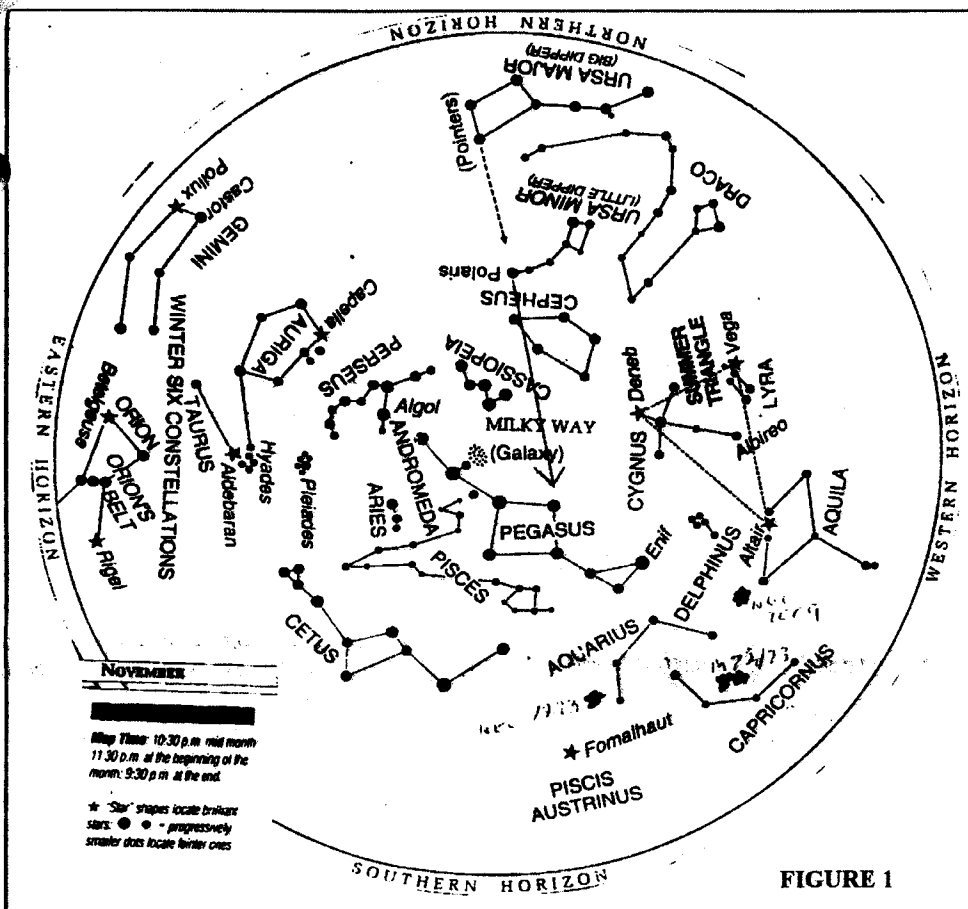 NORTHERN HORIZON
URSA MAJOR
(BIG DIPPER)
(Pointers)
URSA MINOR
(LITTLE DIPPER)
DRACO
Pollux
Castor
GEMINI
Polaris
CEPHEUS
Capella
AURIGA
WINTER SIX CONSTELLATIONS
PERSEUS
CASSIOPEIA
Algol
MILKY WAY
(Galaxy)
Deneb
SUMMER
TRIANGLE
Vega
LYRA
Albireo
CYGNUS
EASTERN HORIZON
WESTERN HORIZON
Betelgeuse
ORION
ORION'S
BELT
Rigel
TAURUS
Aldebaran
Hyades
Pleiades
ARIES
ANDROMEDA
PEGASUS
Enif
PISCES
DELPHINUS
Altair
AQUILA
CETUS
AQUARIUS
CAPRICORNUS
Fomalhaut
PISCIS
AUSTRINUS
NOVEMBER
Map Time: 10:30 p.m. mid month
11:30 p.m. at the beginning of the
month: 9:30 p.m. at the end.
"Star" shapes locate brilliant
stars: - progressively
smaller dots locate fainter ones
SOUTHERN HORIZON
FIGURE 1